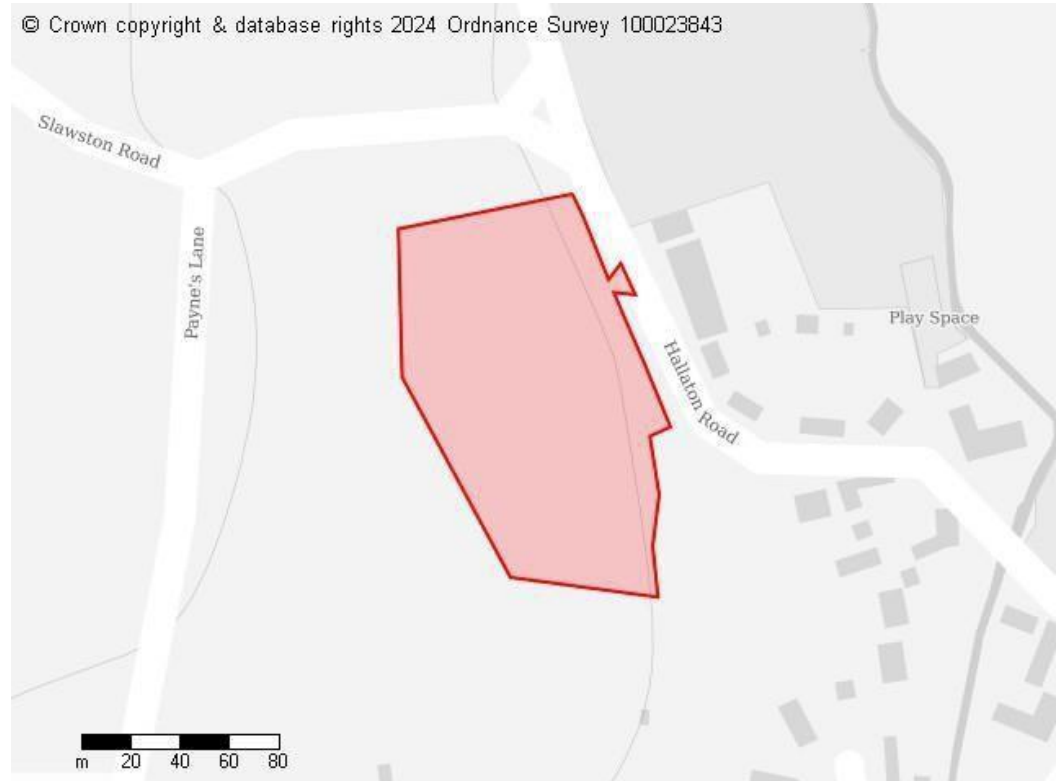 © Crown copyright & database rights 2024 Ordnance Survey 100023843
Slawston Road
Payne's Lane
Play Space
Hallaton Road
m 20 40 60 80